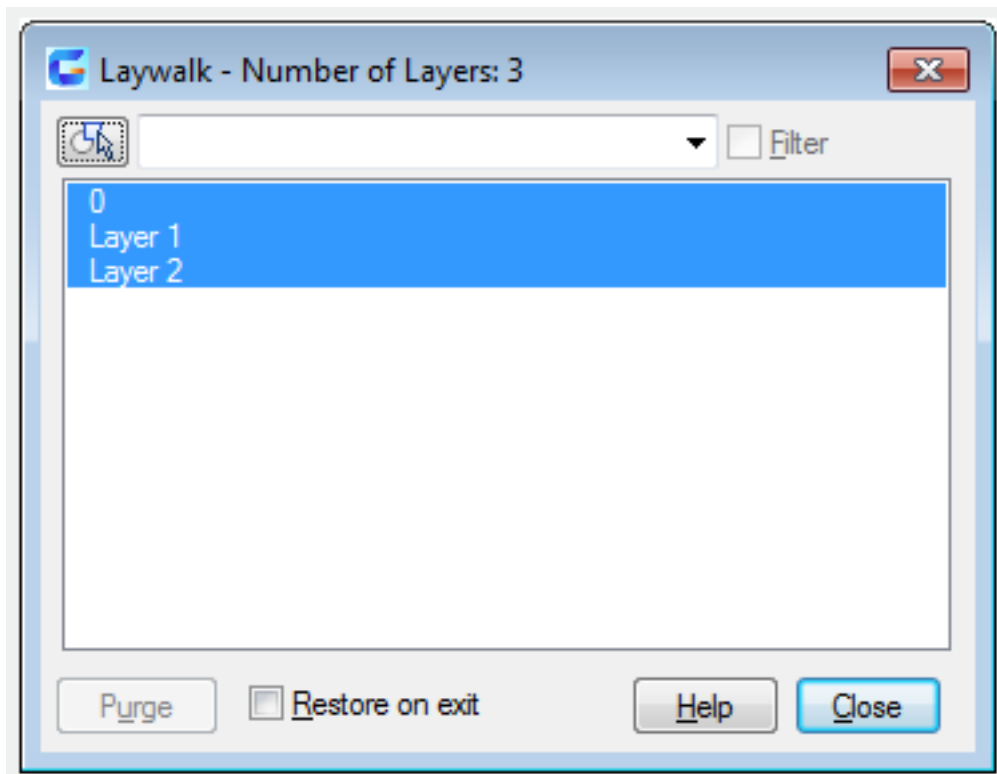 Laywalk - Number of Layers: 3
Filter
0
Layer 1
Layer 2
Purge
Restore on exit
Help
Close